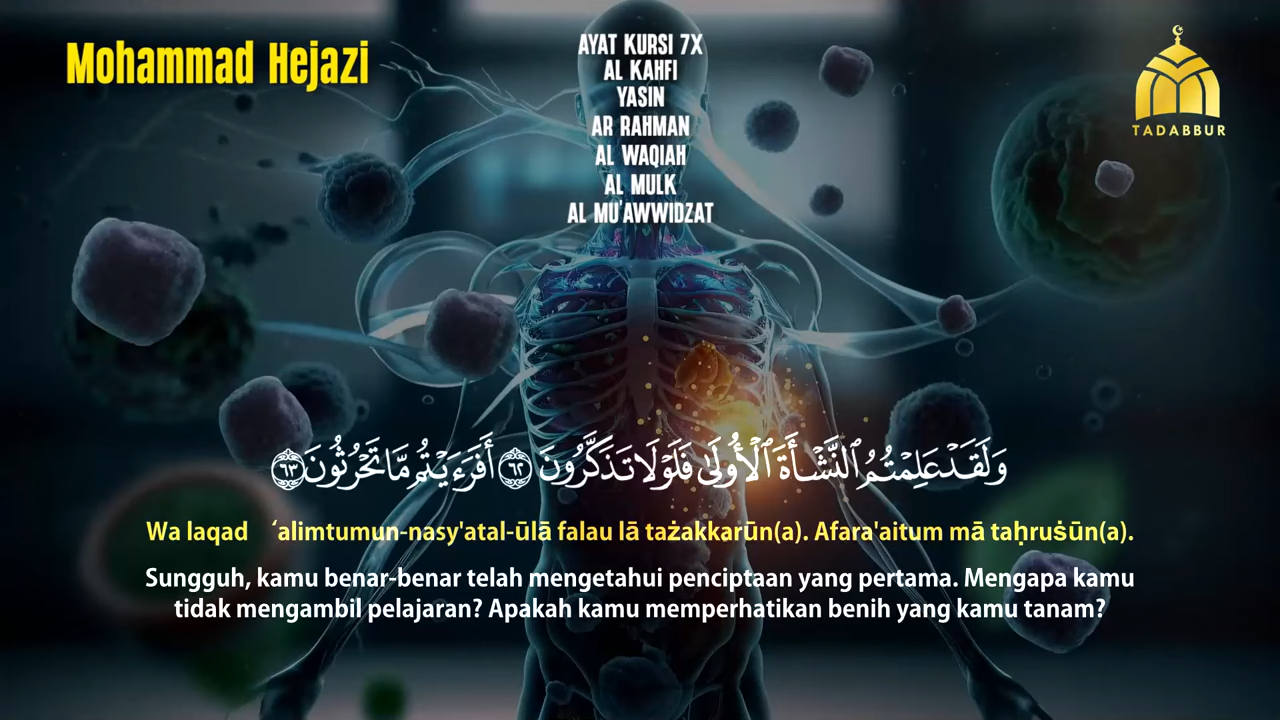 Mohammad Hejazi
AYAT KURSI 7X
AL KAHFI
YASIN
AR RAHMAN
AL WAQIAH
AL MULK
AL MU'AWWIDZAT
TADABBUR
وَلَقَدْ عَلِمْتُمُ ٱلنَّشْأَةَ ٱلْأُولَىٰ فَلَوْلَا تَذَكَّرُونَ ٦٢ أَفَرَءَيْتُم مَّا تَحْرُثُونَ ٦٣
Wa laqad ‘alimtumun-nasy'atal-ūlā falau lā tażakkarūn(a). Afara'aitum mā taḥruṡūn(a).
Sungguh, kamu benar-benar telah mengetahui penciptaan yang pertama. Mengapa kamu
tidak mengambil pelajaran? Apakah kamu memperhatikan benih yang kamu tanam?